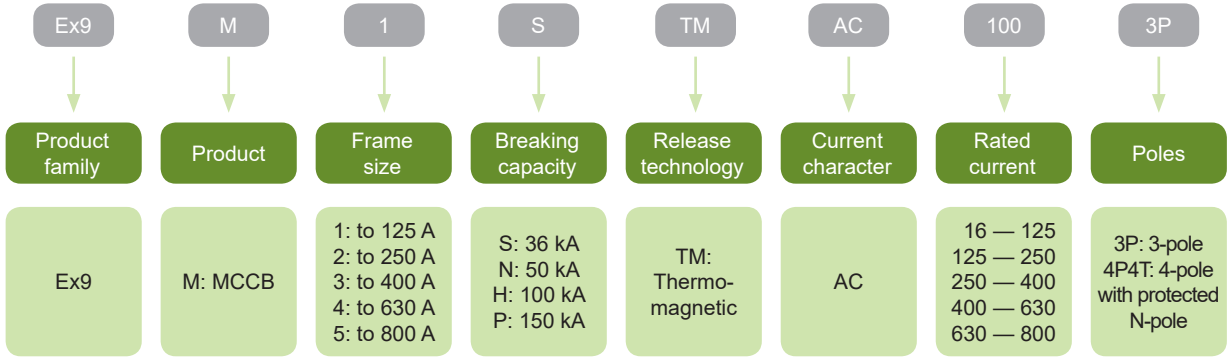 Ex9
M
1
S
TM
AC
100
3P
Product
family
Product
Frame
size
Breaking
capacity
Release
technology
Current
character
Rated
current
Poles
Ex9
M: MCCB
1: to 125 A
2: to 250 A
3: to 400 A
4: to 630 A
5: to 800 A
S: 36 kA
N: 50 kA
H: 100 kA
P: 150 kA
TM:
Thermo-
magnetic
AC
16 — 125
125 — 250
250 — 400
400 — 630
630 — 800
3P: 3-pole
4P4T: 4-pole
with protected
N-pole